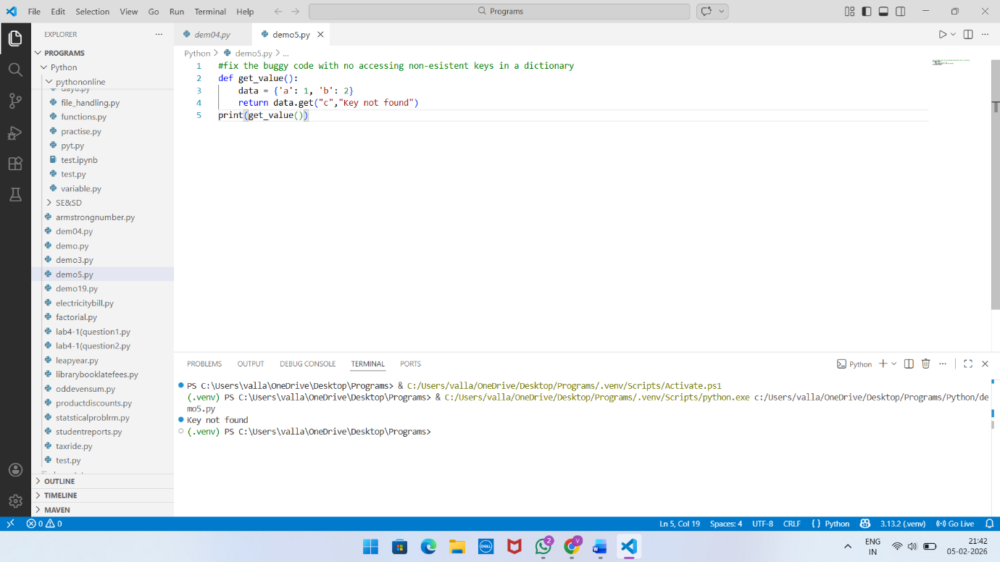 File Edit Selection View Go Run Terminal Help
Programs
EXPLORER
PROGRAMS
Python
pythononline
file_handling.py
functions.py
practise.py
pyt.py
test.ipynb
test.py
variable.py
SE&SD
armstrongnumber.py
dem04.py
demo.py
demo3.py
demo5.py
demo19.py
electricitybill.py
factorial.py
lab4-1(question1.py
lab4-1(question2.py
leapyear.py
librarybooklatefees.py
oddevensum.py
productdiscounts.py
statsticalproblrm.py
studentreports.py
taxride.py
test.py
OUTLINE
TIMELINE
MAVEN
dem04.py demo5.py
Python > demo5.py > ...
1 #fix the buggy code with no accessing non-esistent keys in a dictionary
2 def get_value():
3 data = {'a': 1, 'b': 2}
4 return data.get("c","Key not found")
5 print(get_value())
PROBLEMS OUTPUT DEBUG CONSOLE TERMINAL PORTS
Python
PS C:\Users\valla\OneDrive\Desktop\Programs> & C:/Users/valla/OneDrive/Desktop/Programs/.venv/Scripts/Activate.ps1
(.venv) PS C:\Users\valla\OneDrive\Desktop\Programs> & C:/Users/valla/OneDrive/Desktop/Programs/.venv/Scripts/python.exe c:/Users/valla/OneDrive/Desktop/Programs/Python/de
mo5.py
Key not found
(.venv) PS C:\Users\valla\OneDrive\Desktop\Programs>
0 0 Ln 5, Col 19 Spaces: 4 UTF-8 CRLF {} Python 3.13.2 (.venv) Go Live
DELL
2
V
W
ENG
IN
21:42
05-02-2026